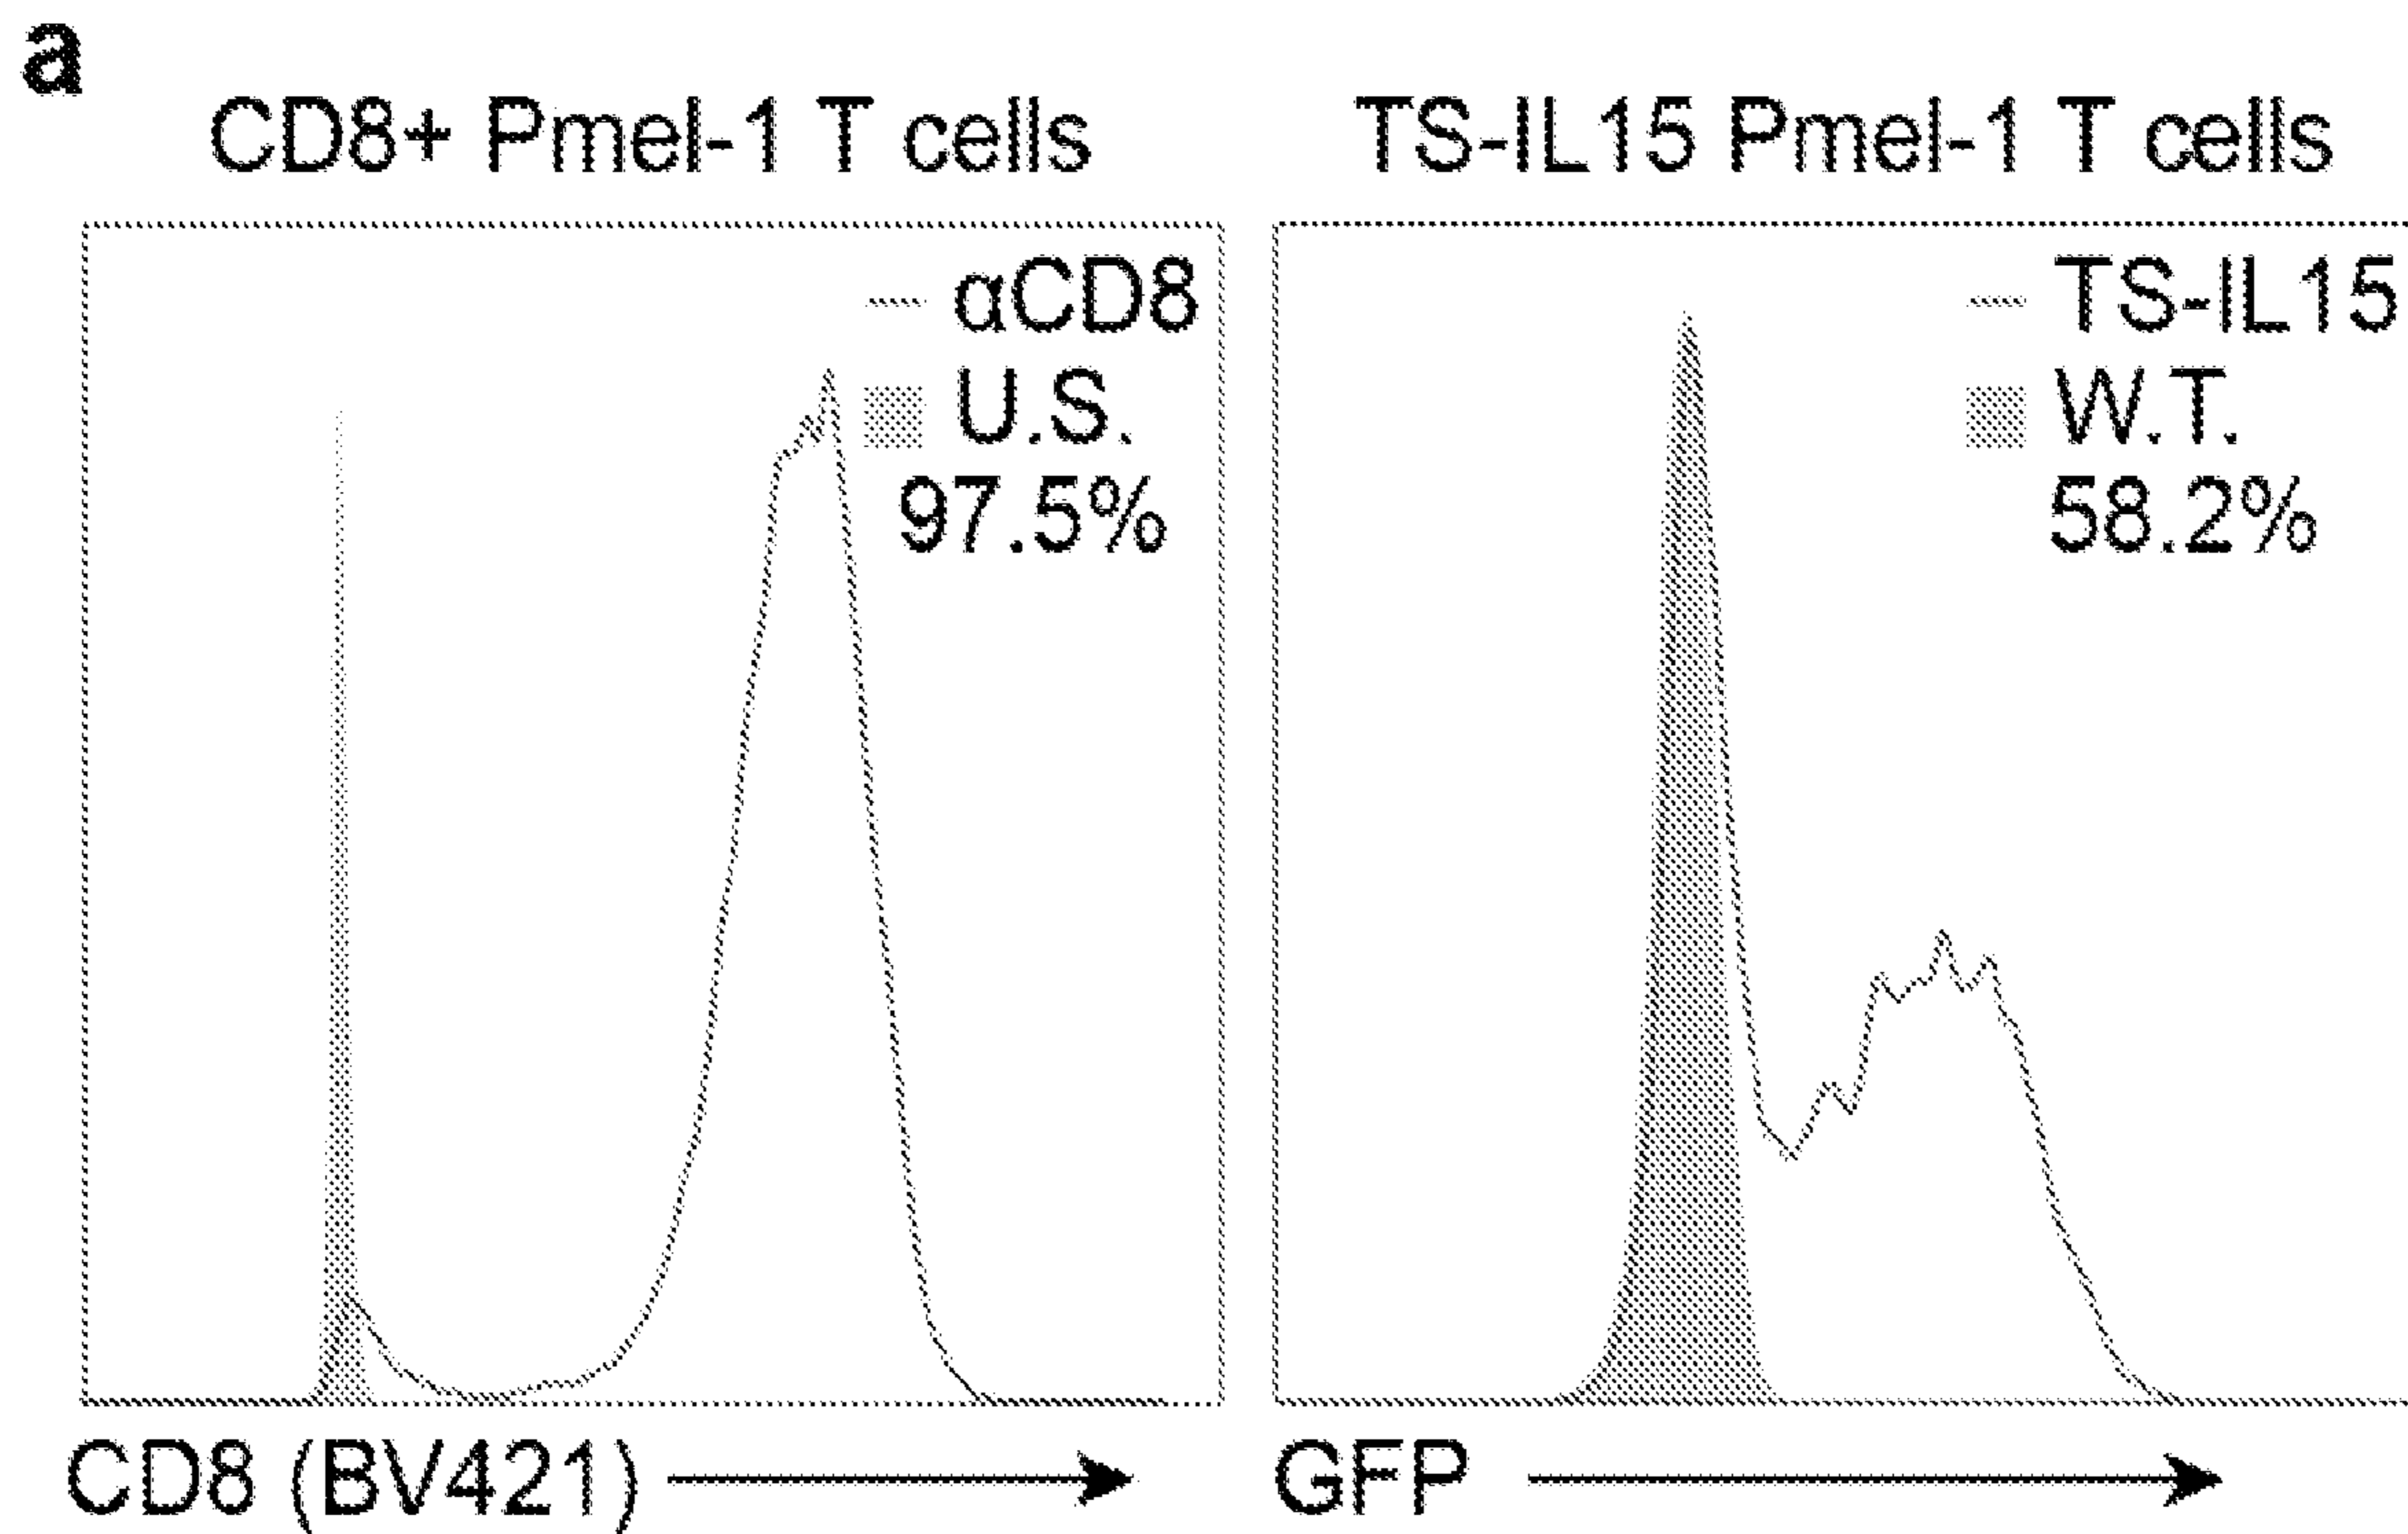 a
CD8+ Pmel-1 T cells
αCD8
U.S.
97.5%
CD8 (BV421)
TS-IL15 Pmel-1 T cells
TS-IL15
W.T.
58.2%
GFP